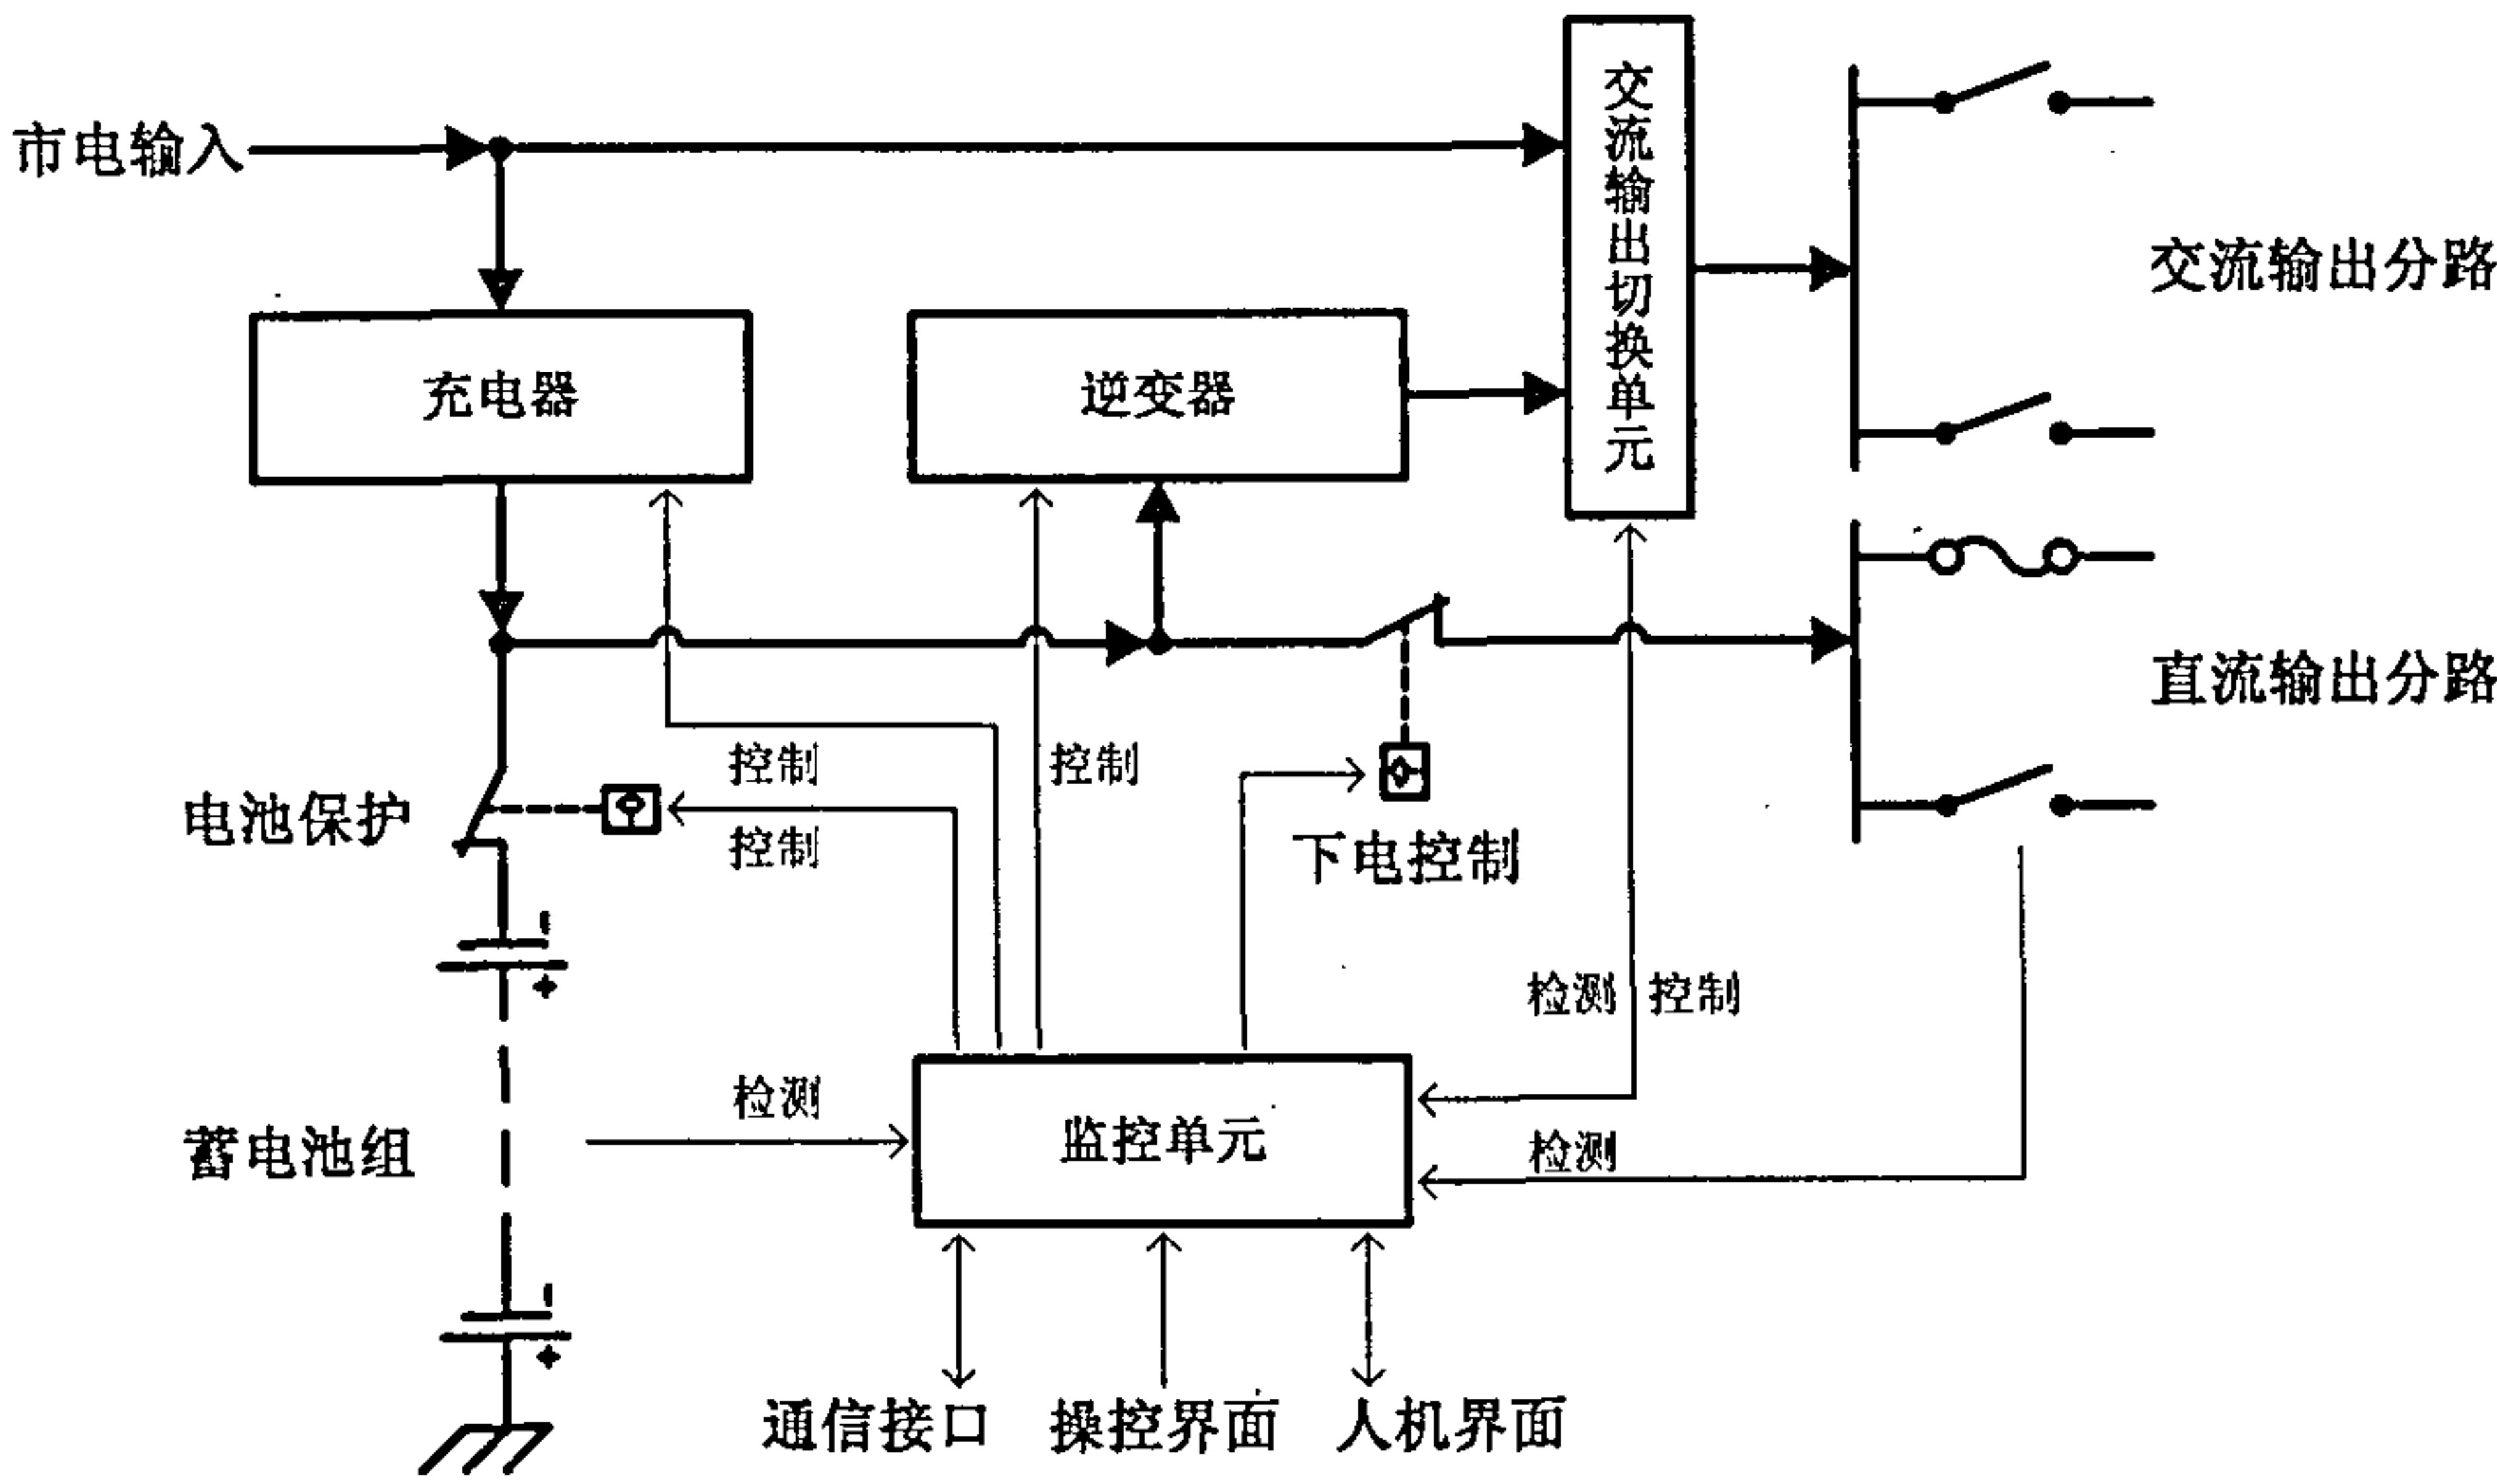 市电输入
交流输出切换单元
交流输出分路
充电器
逆变器
直流输出分路
控制
控制
电池保护
控制
下电控制
检测 控制
检测
蓄电池组
监控单元
检测
通信接口
操控界面
人机界面